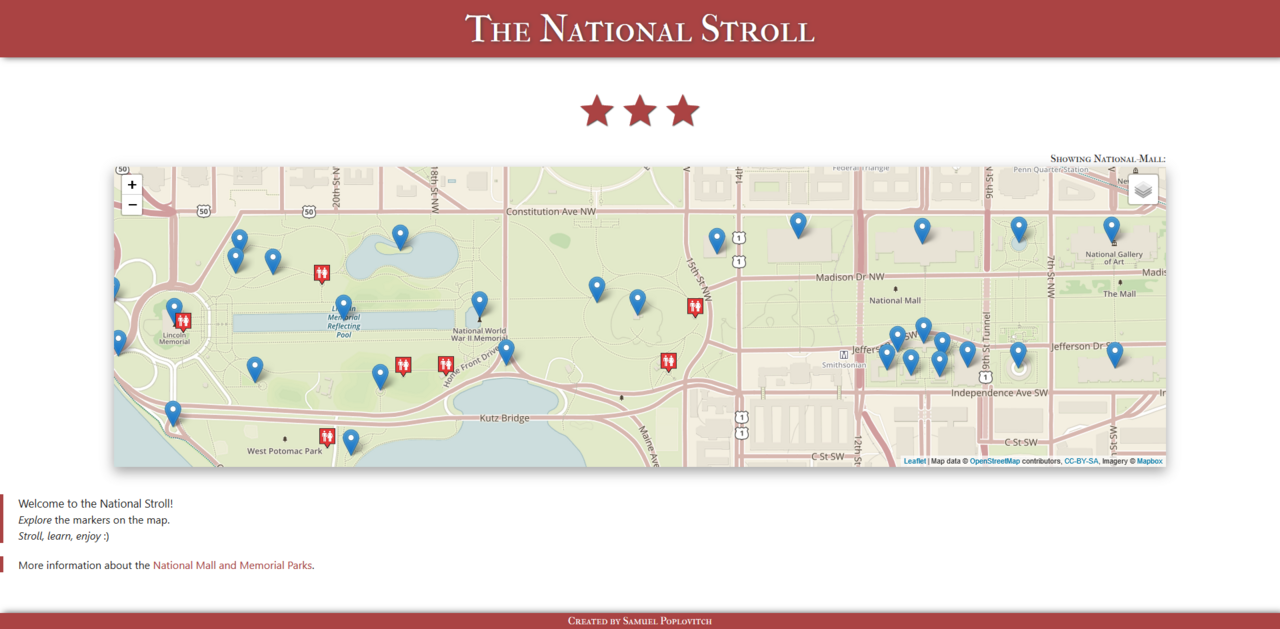 The National Stroll
Showing National Mall:
50
+
−
50
50
20th St N
18th St NW
Constitution Ave NW
14th
Federal Triangle
9th St N
Penn Quarter Station
1
1
15th St NW
Madison Dr NW
7th St NW
National Gallery
of Art
Madis
National Mall
The Mall
Lincoln
Memorial
Memorial
Reflecting
Pool
National World
War II Memorial
Home Front Drive
Jeffers
SW
Smithsonian
9th St Tunnel
Jefferson Dr S
1
Independence Ave SW
Kutz Bridge
1
1
Maine Ave
12th St
West Potomac Park
C St SW
C St SW
Leaflet | Map data © OpenStreetMap contributors, CC-BY-SA, Imagery © Mapbox
Welcome to the National Stroll!
Explore the markers on the map.
Stroll, learn, enjoy :)
More information about the National Mall and Memorial Parks.
Created by Samuel Poplovitch